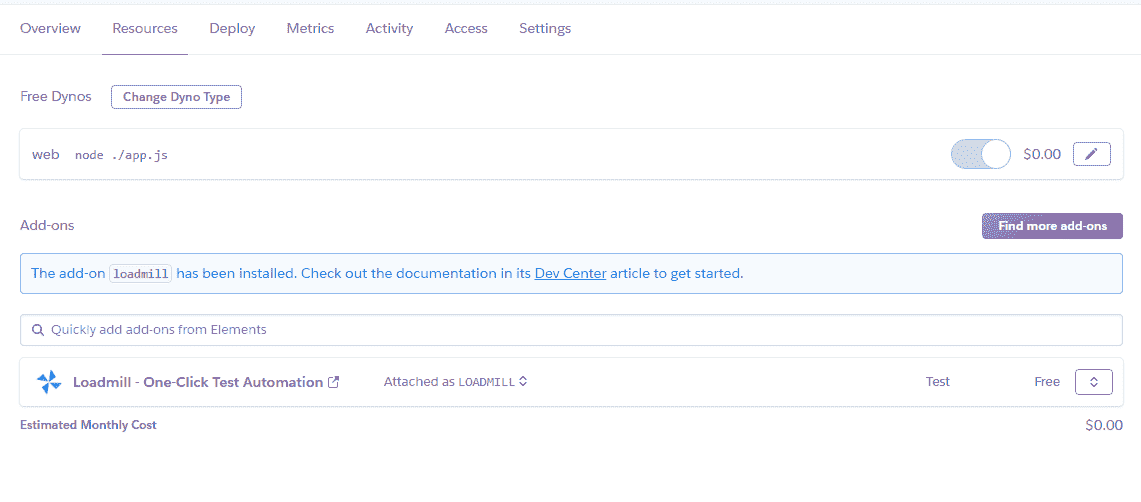 Overview Resources Deploy Metrics Activity Access Settings
Free Dynos Change Dyno Type
web node ./app.js $0.00
Add-ons Find more add-ons
The add-on loadmill has been installed. Check out the documentation in its Dev Center article to get started.
Quickly add add-ons from Elements
Loadmill - One-Click Test Automation Attached as LOADMILL Test Free
Estimated Monthly Cost $0.00